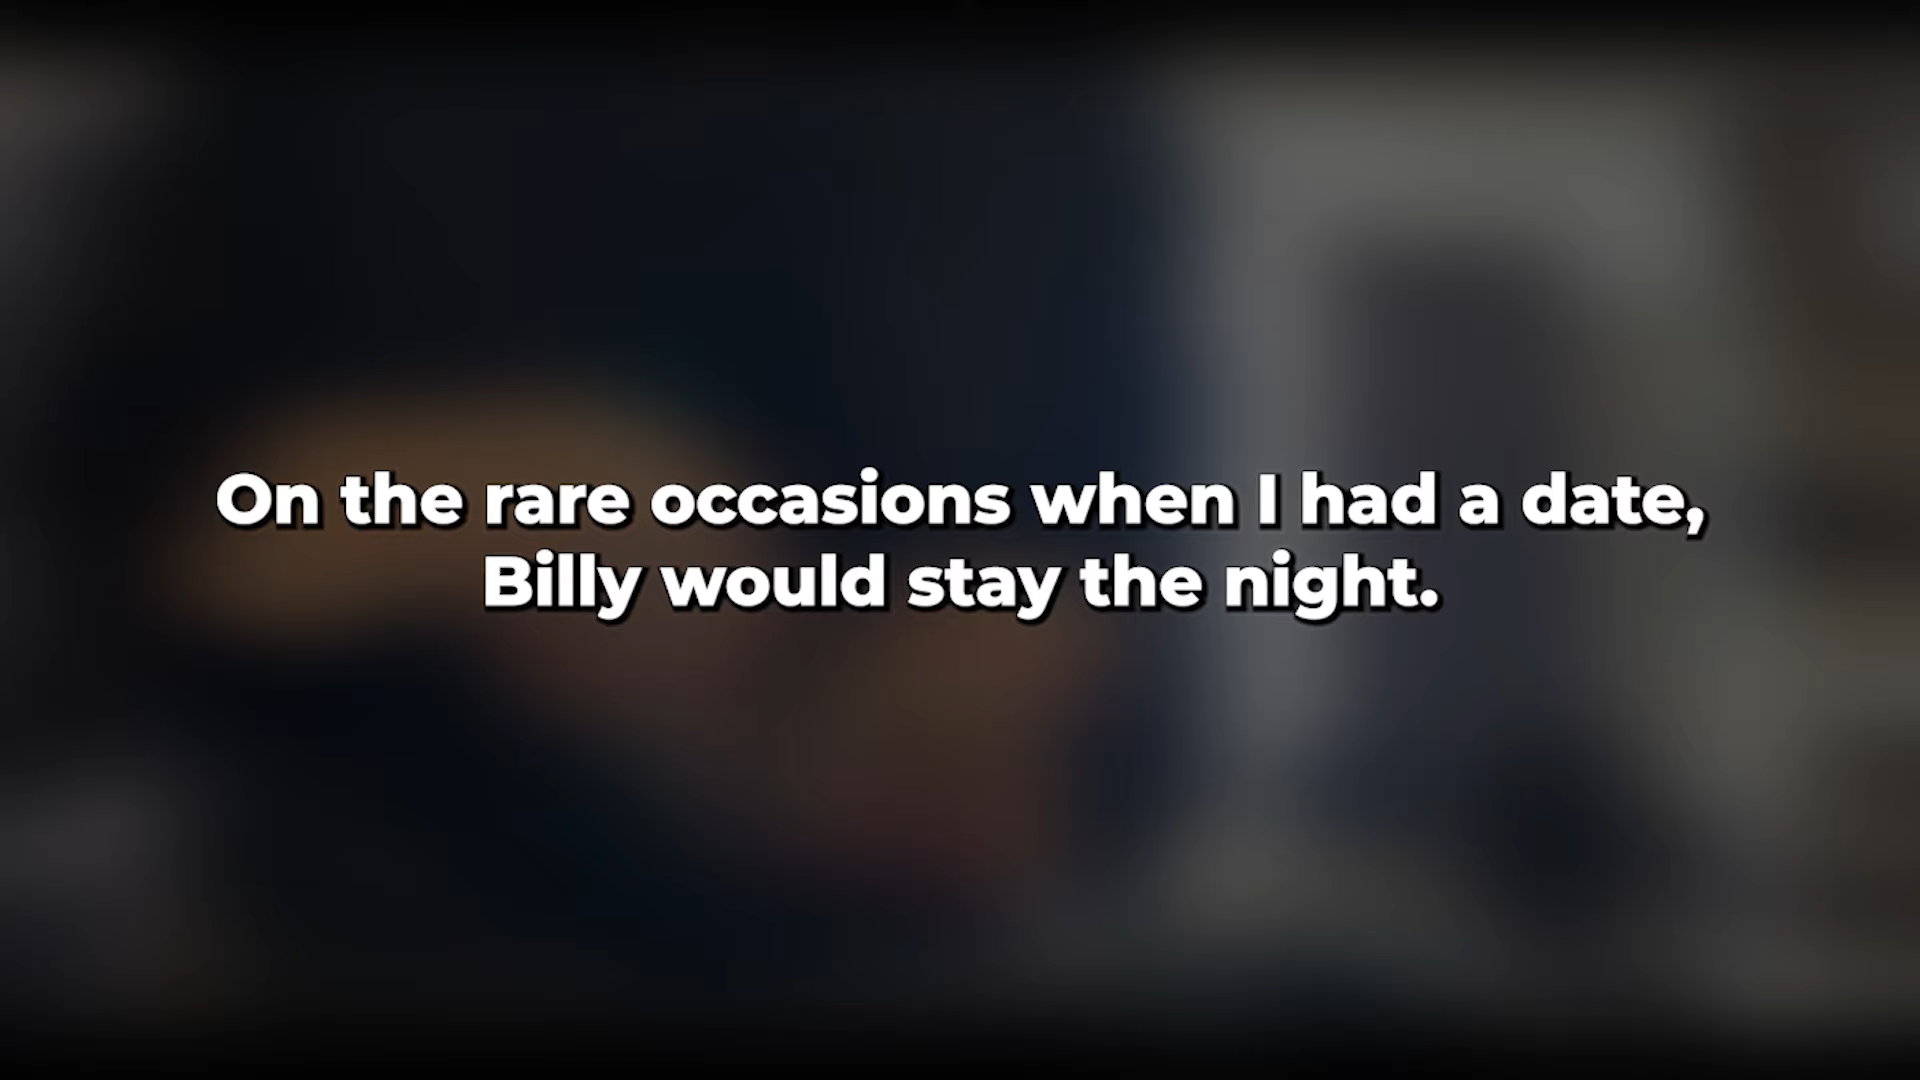 On the rare occasions when I had a date,
Billy would stay the night.